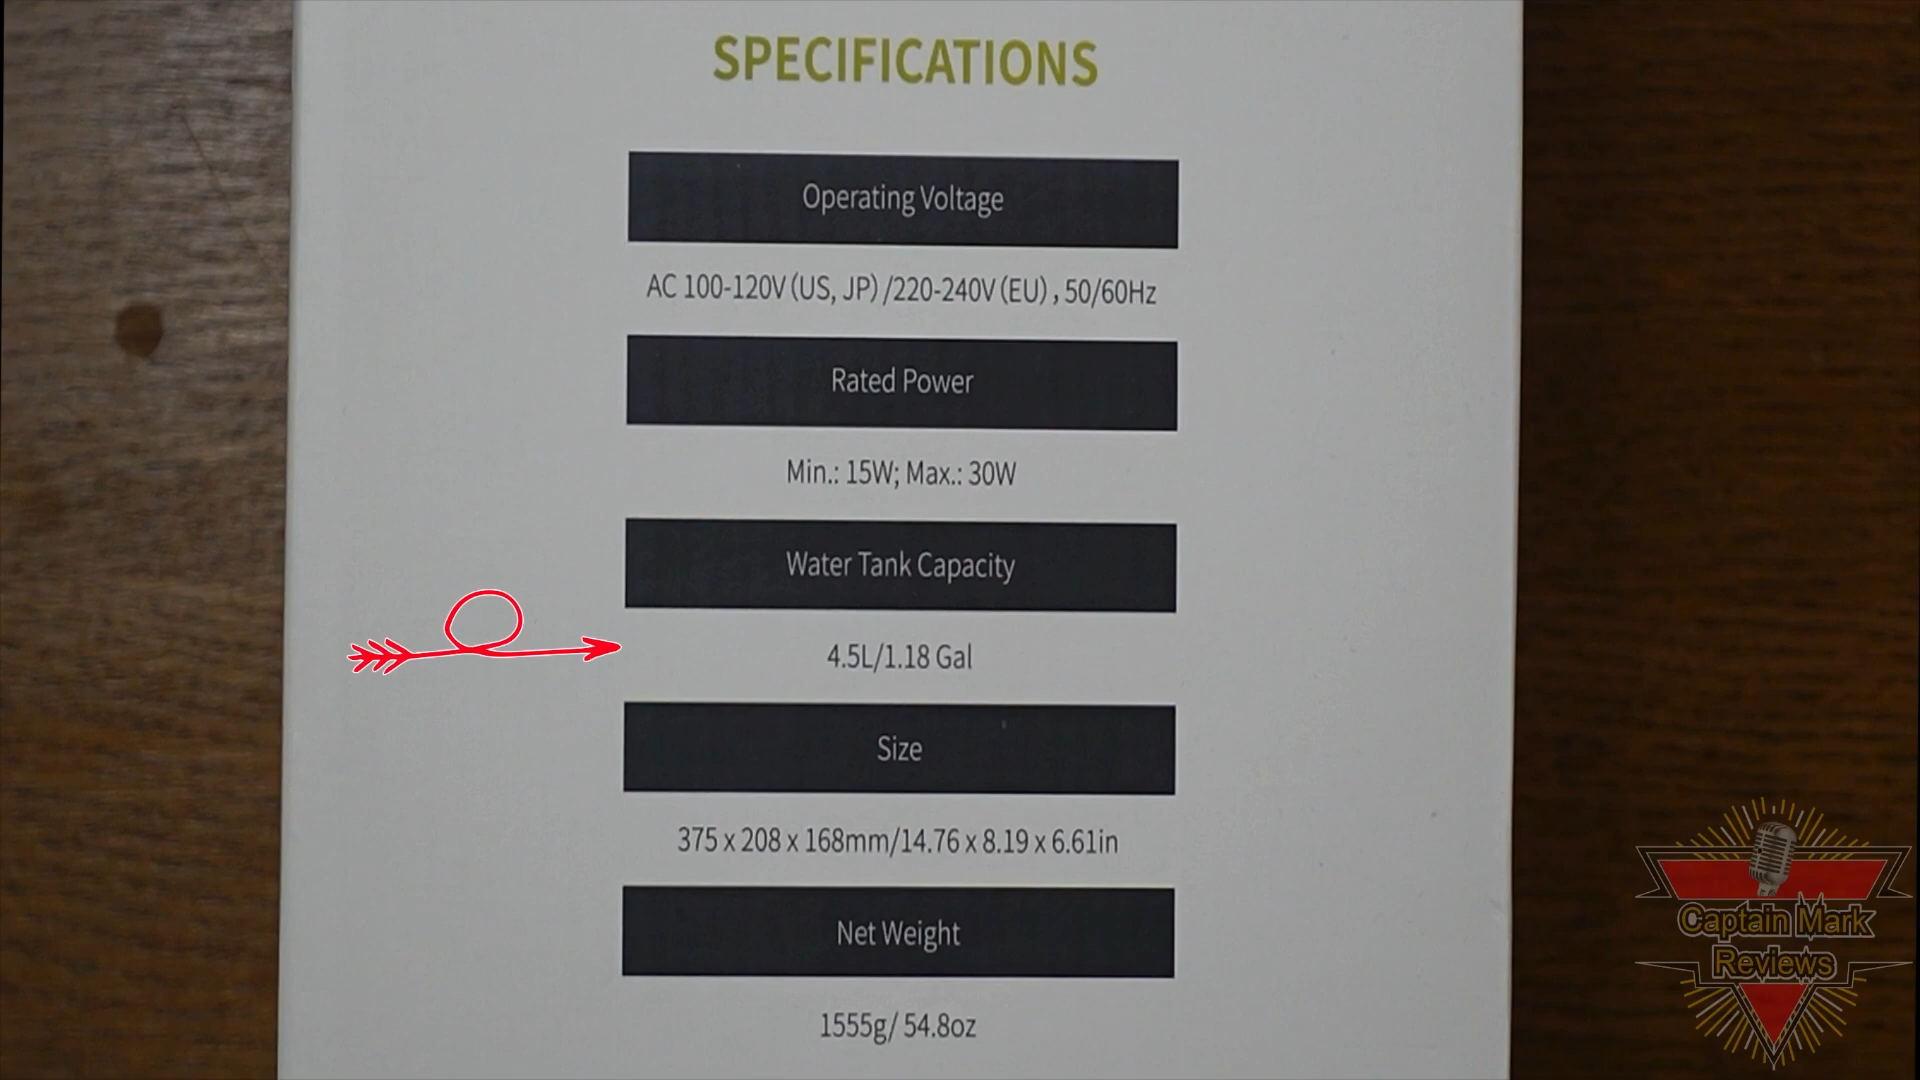 SPECIFICATIONS
Operating Voltage
AC 100-120V (US, JP) /220-240V (EU) , 50/60Hz
Rated Power
Min.: 15W; Max.: 30W
Water Tank Capacity
4.5L/1.18 Gal
Size
375 x 208 x 168mm/14.76 x 8.19 x 6.61in
Net Weight
1555g/ 54.8oz
Captain Mark
Reviews